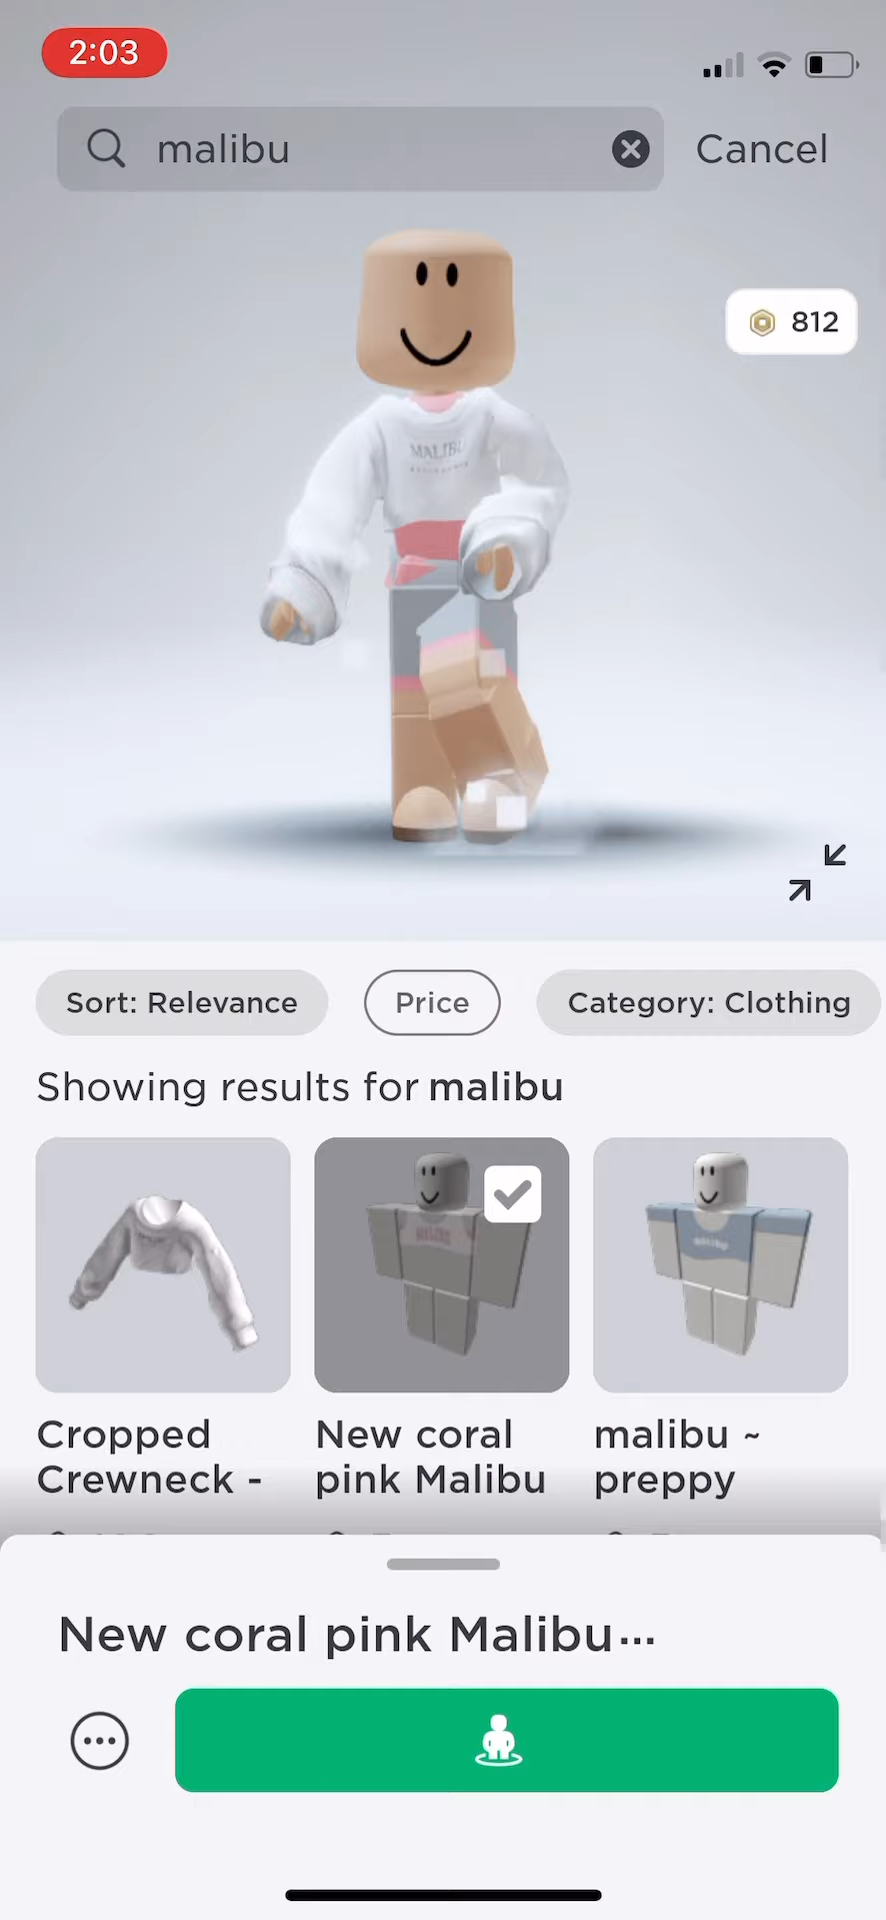 2:03
malibu
Cancel
812
MALIBU
Sort: Relevance
Price
Category: Clothing
Showing results for malibu
Cropped
Crewneck -
New coral
pink Malibu
malibu ~
preppy
New coral pink Malibu...